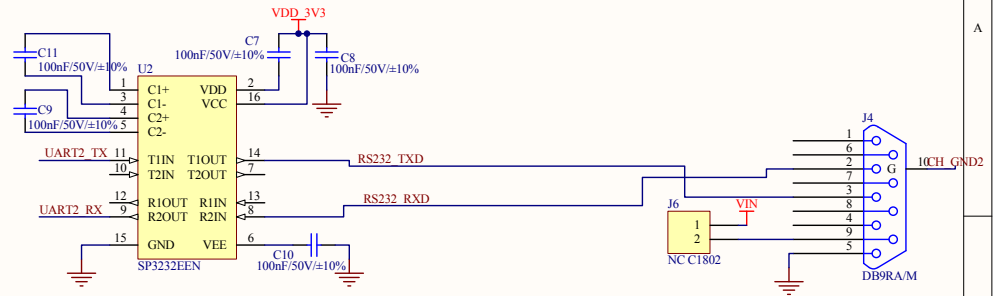 VDD_3V3
A
C11
100nF/50V/±10%
C7
100nF/50V/±10%
C8
100nF/50V/±10%
U2
C9
100nF/50V/±10%
1 C1+ VDD 2
3 C1- VCC 16
4 C2+
5 C2-
UART2_TX 11 T1IN T1OUT 14 RS232_TXD
10 T2IN T2OUT 7
12 R1OUT R1IN 13
UART2_RX 9 R2OUT R2IN 8 RS232_RXD
15 GND VEE 6
C10
100nF/50V/±10%
SP3232EEN
J4
1
6
2 G 10 CH_GND2
7
3
8
4
9
5
DB9RA/M
J6
VIN
1
2
NC C1802